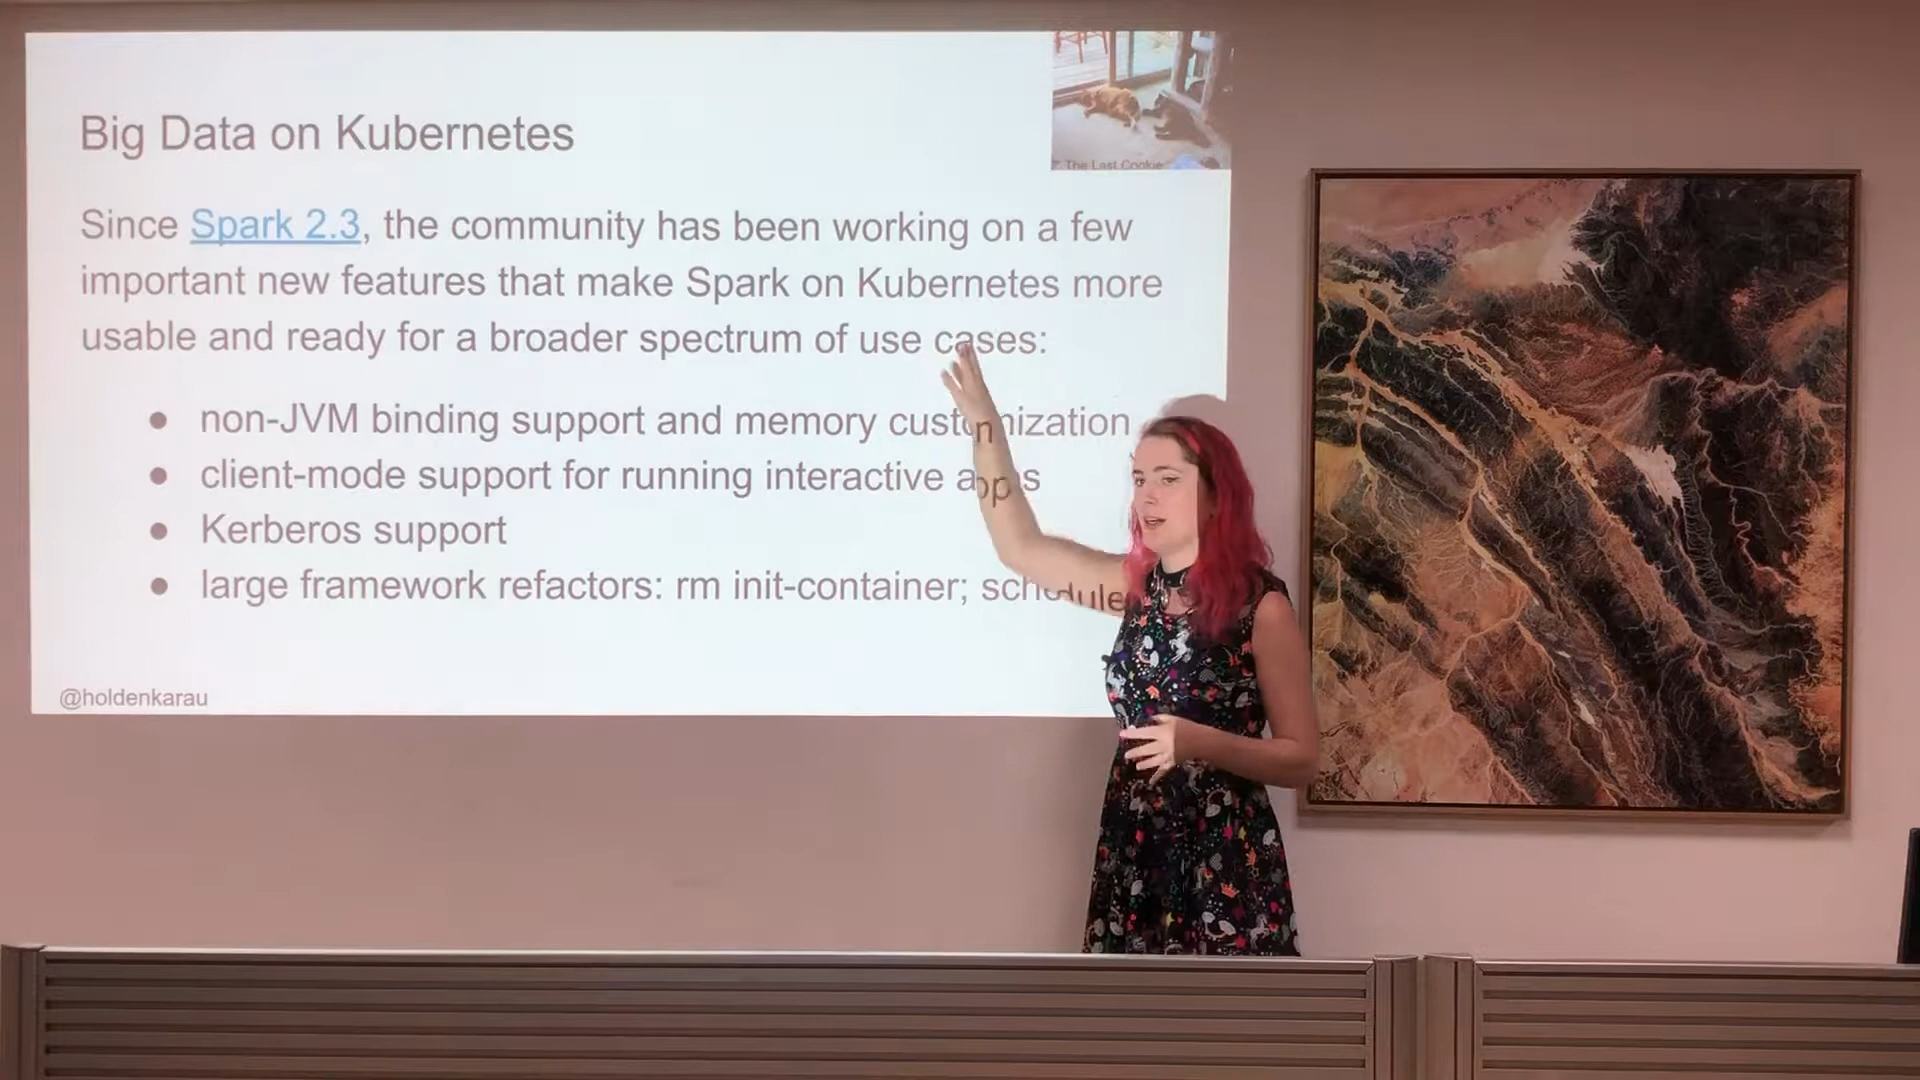 The Last Cookie
Big Data on Kubernetes
Since Spark 2.3, the community has been working on a few
important new features that make Spark on Kubernetes more
usable and ready for a broader spectrum of use cases:
● non-JVM binding support and memory customization
● client-mode support for running interactive apps
● Kerberos support
● large framework refactors: rm init-container; schedule
@holdenkarau